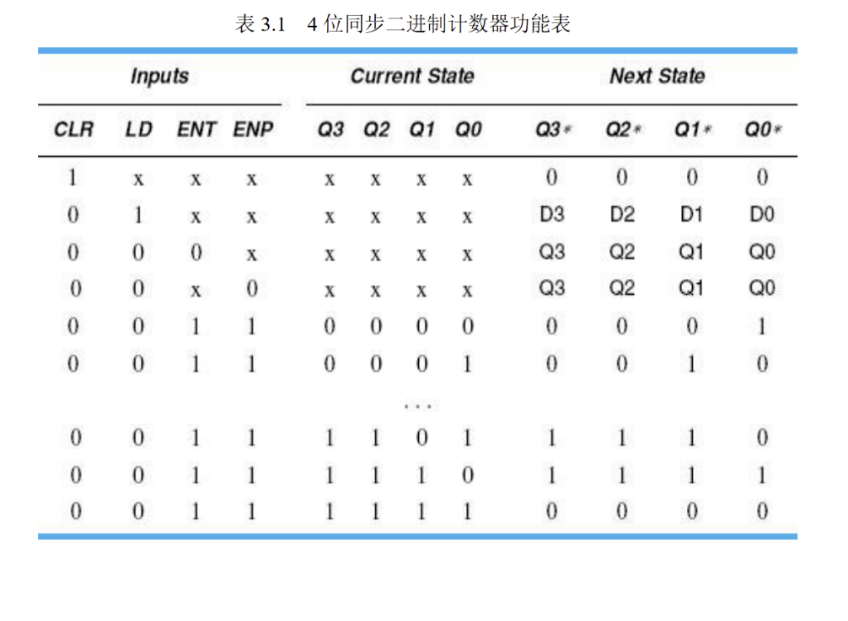 表 3.1 4 位同步二进制计数器功能表
Inputs Current State Next State
CLR LD ENT ENP Q3 Q2 Q1 Q0 Q3* Q2* Q1* Q0*
1 x x x x x x x 0 0 0 0
0 1 x x x x x x D3 D2 D1 D0
0 0 0 x x x x x Q3 Q2 Q1 Q0
0 0 x 0 x x x x Q3 Q2 Q1 Q0
0 0 1 1 0 0 0 0 0 0 0 1
0 0 1 1 0 0 0 1 0 0 1 0
...
0 0 1 1 1 1 0 1 1 1 1 0
0 0 1 1 1 1 1 0 1 1 1 1
0 0 1 1 1 1 1 1 0 0 0 0